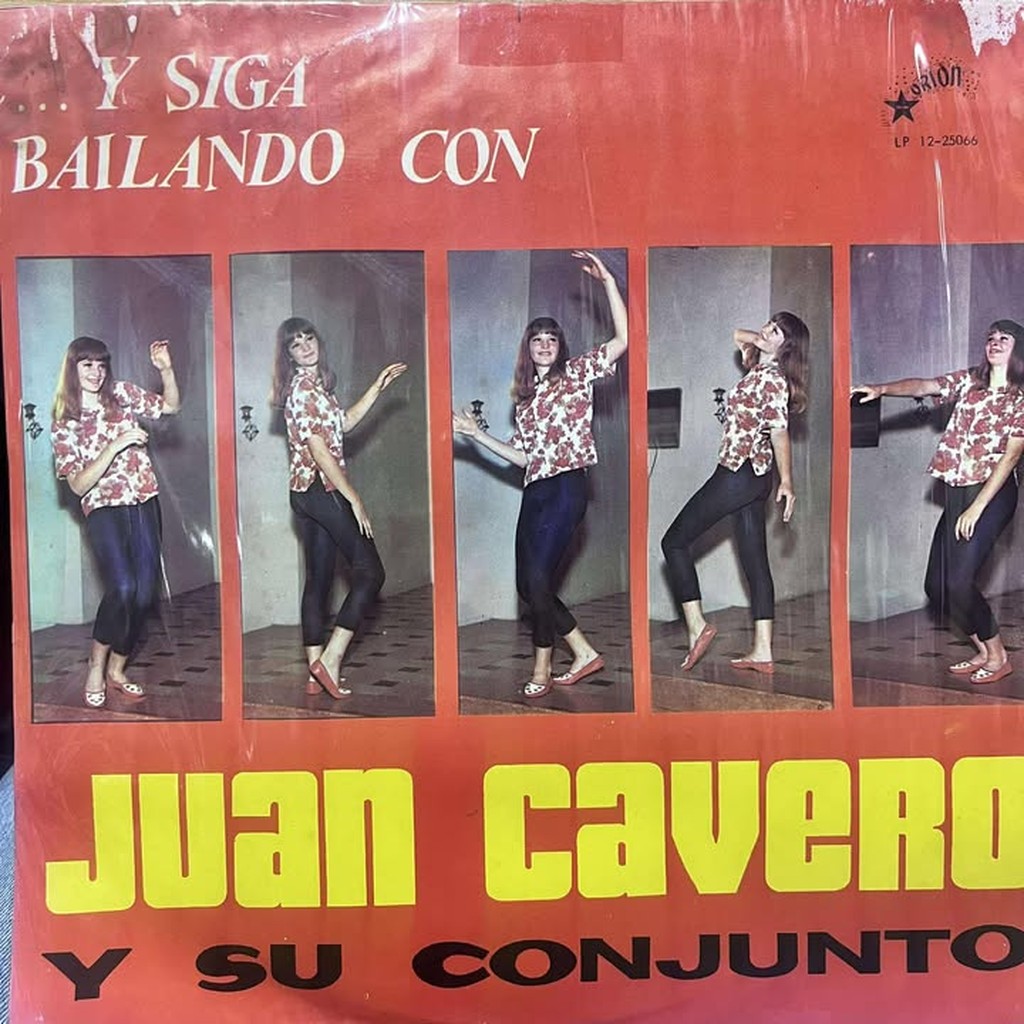 ... Y SIGA
BAILANDO CON
ORION
LP 12-25066
JUAN CAVERO
Y SU CONJUNTO